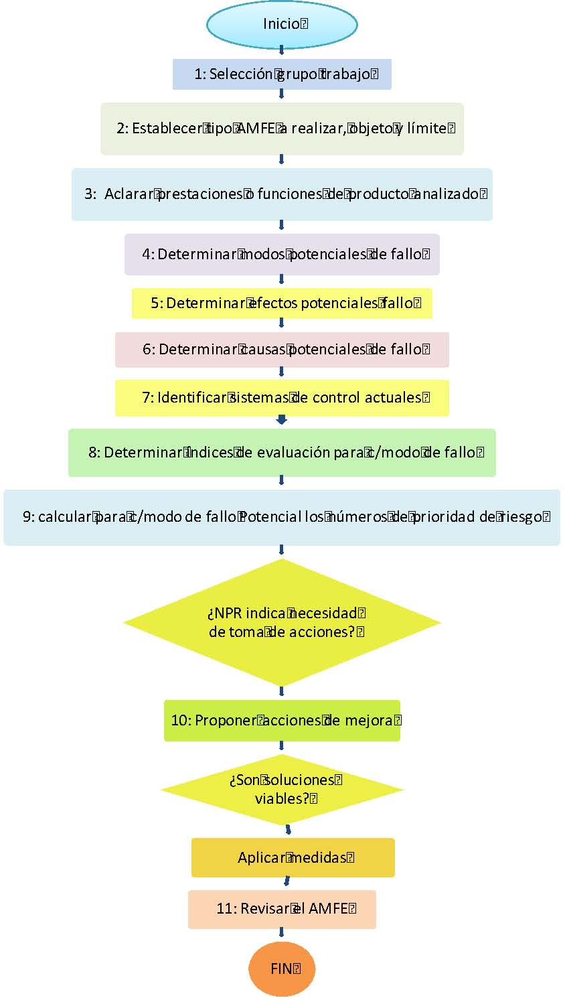 Inicio
1: Selección grupo trabajo
2: Establecer tipo AMFE a realizar, objeto y límite
3: Aclarar prestaciones o funciones de producto analizado
4: Determinar modos potenciales de fallo
5: Determinar efectos potenciales fallo
6: Determinar causas potenciales de fallo
7: Identificar sistemas de control actuales
8: Determinar índices de evaluación para c/modo de fallo
9: calcular para c/modo de fallo Potencial los números de prioridad de riesgo
¿NPR indica necesidad
de toma de acciones?
10: Proponer acciones de mejora
¿Son soluciones
viables?
Aplicar medidas
11: Revisar el AMFE
FIN